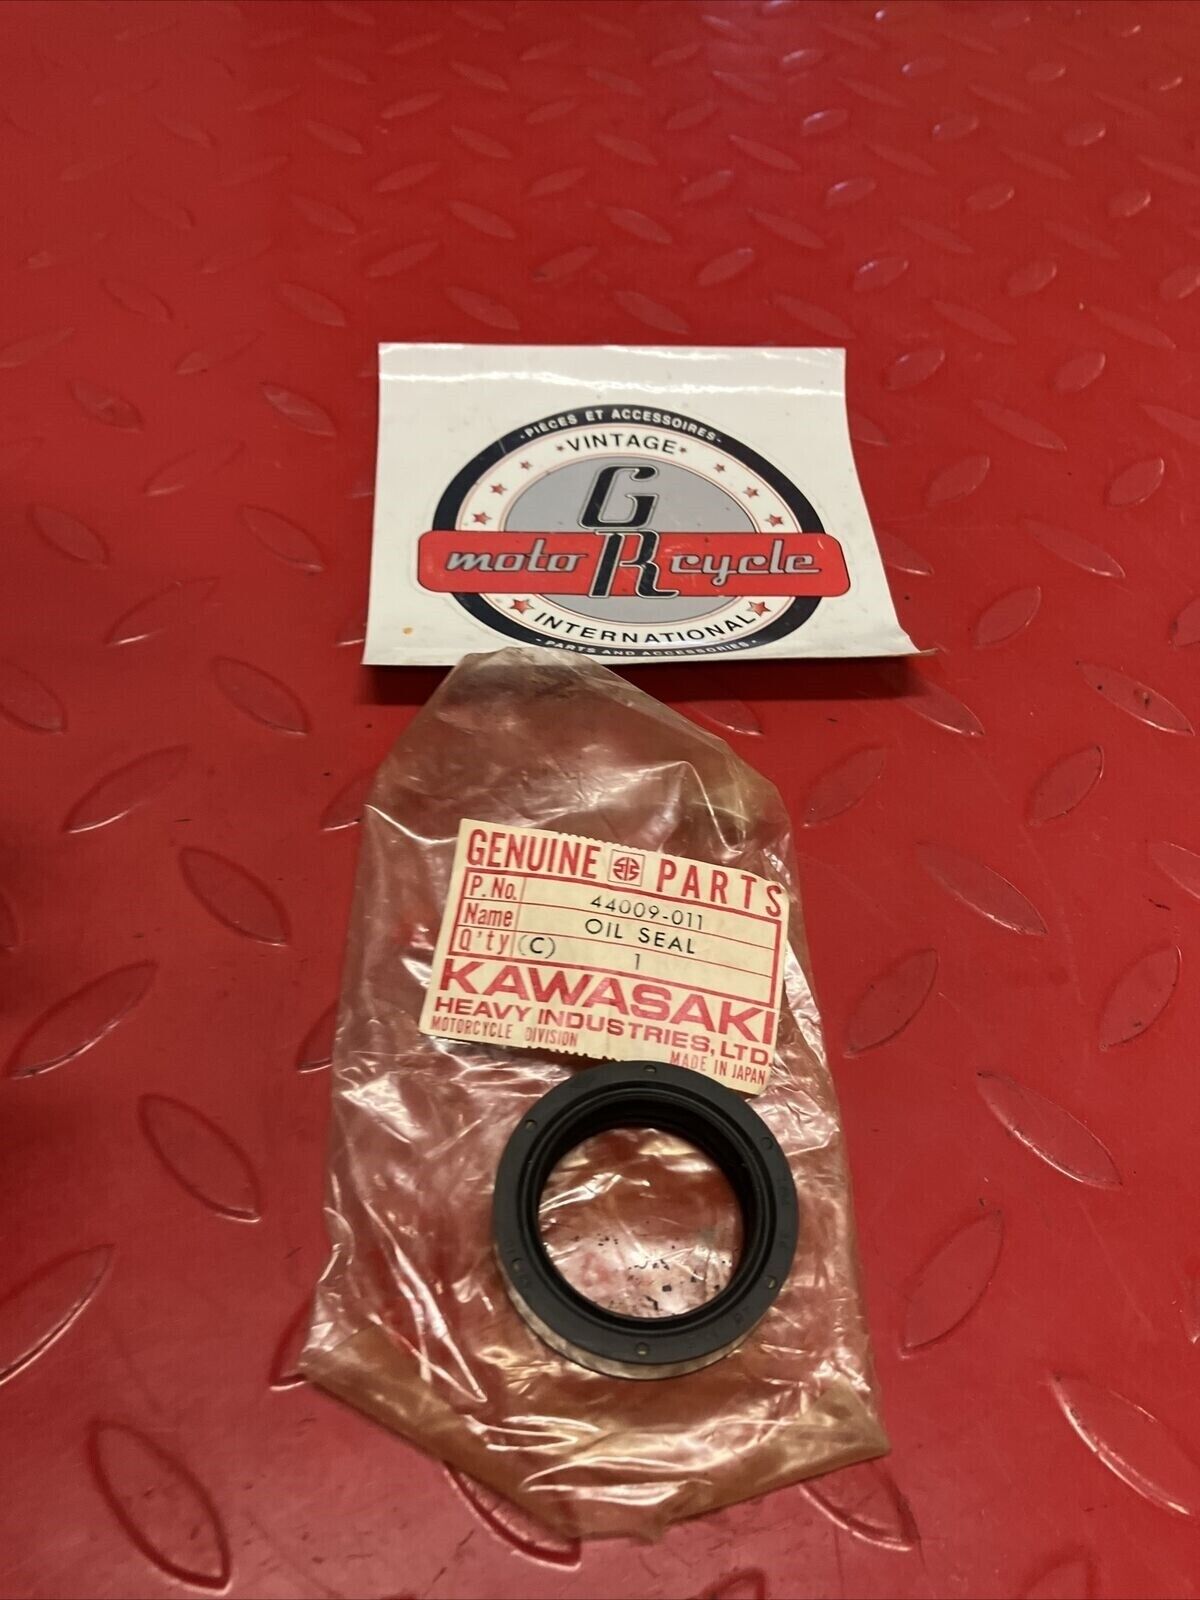 -PIÈCES ET ACCESSOIRES-
VINTAGE
G
moto R cycle
INTERNATIONAL
-PARTS AND ACCESSORIES-
GENUINE PARTS
P. No. 44009-011
Name OIL SEAL
Q'ty (C) 1
KAWASAKI
HEAVY INDUSTRIES, LTD.
MOTORCYCLE DIVISION
MADE IN JAPAN